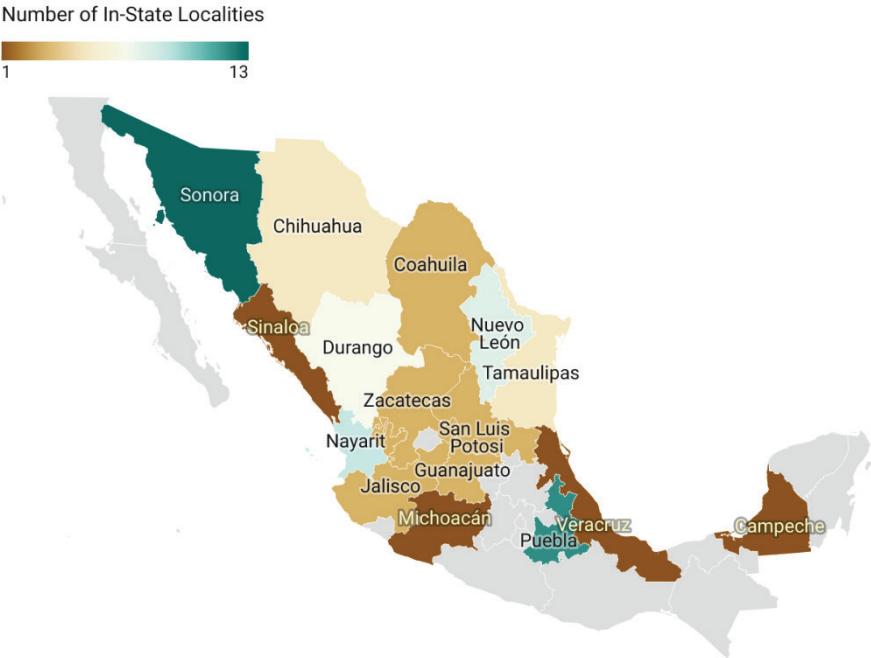 Number of In-State Localities
1 13
Sonora
Chihuahua
Coahuila
Sinaloa
Nuevo
León
Durango
Tamaulipas
Zacatecas
San Luis
Potosi
Nayarit
Guanajuato
Jalisco
Michoacán
Veracruz
Campeche
Puebla